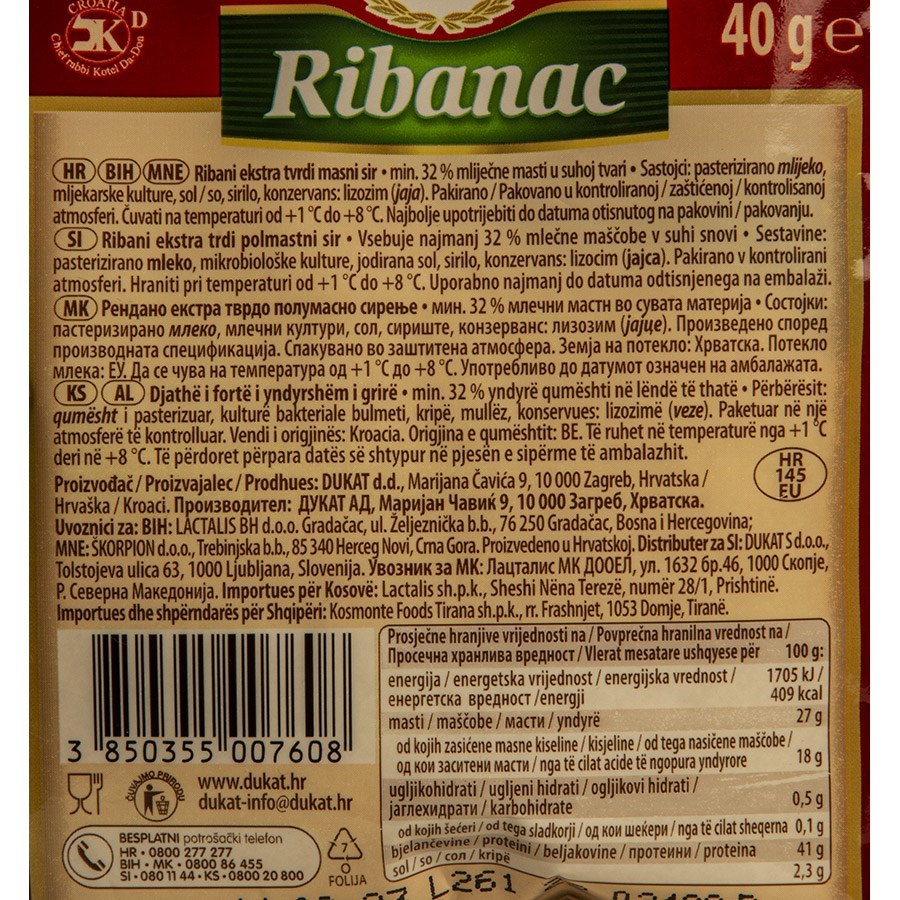 CROATIA
K D
Chief rabbi Kotel Da-Don
Ribanac
40 g e
HR BIH MNE Ribani ekstra tvrdi masni sir • min. 32 % mliječne masti u suhoj tvari • Sastojci: pasterizirano mlijeko,
mljekarske kulture, sol / so, sirilo, konzervans: lizozim (jaja). Pakirano / Pakovano u kontroliranoj / zaštićenoj / kontrolisanoj
atmosferi. Čuvati na temperaturi od +1 °C do +8 °C. Najbolje upotrijebiti do datuma otisnutog na pakovini / pakovanju.
SI Ribani ekstra trdi polmastni sir • Vsebuje najmanj 32 % mlečne maščobe v suhi snovi • Sestavine:
pasterizirano mleko, mikrobiološke kulture, jodirana sol, sirilo, konzervans: lizocim (jajca). Pakirano v kontrolirani
atmosferi. Hraniti pri temperaturi od +1 °C do +8 °C. Uporabno najmanj do datuma odtisnjenega na embalaži.
MK Рендано екстра тврдо полумасно сирење • мин. 32 % млечни мастн во сувата материја • Состојки:
пастеризирано млеко, млечни култури, сол, сириште, конзерванс: лизозим (јајце). Произведено според
производната спецификација. Спакувано во заштитена атмосфера. Земја на потекло: Хрватска. Потекло
млека: ЕУ. Да се чува на температура од +1 °C до +8 °C. Употребливо до датумот означен на амбалажата.
KS AL Djathë i fortë i yndyrshëm i grirë • min. 32 % yndyrë qumështi në lëndë të thatë • Përbërësit:
qumësht i pasterizuar, kulturë bakteriale bulmeti, kripë, mullëz, konservues: lizozimë (veze). Paketuar në një
atmosferë të kontrolluar. Vendi i origjinës: Kroacia. Origjina e qumështit: BE. Të ruhet në temperaturë nga +1 °C
deri në +8 °C. Të përdoret përpara datës së shtypur në pjesën e sipërme të ambalazhit.
HR
145
EU
Proizvođač / Proizvajalec / Prodhues: DUKAT d.d., Marijana Čavića 9, 10 000 Zagreb, Hrvatska /
Hrvaška / Kroaci. Производител: ДУКАТ АД, Маријан Чавиќ 9, 10 000 Загреб, Хрватска.
Uvoznici za: BIH: LACTALIS BH d.o.o. Gradačac, ul. Željeznička b.b., 76 250 Gradačac, Bosna i Hercegovina;
MNE: ŠKORPION d.o.o., Trebinjska b.b., 85 340 Herceg Novi, Crna Gora. Proizvedeno u Hrvatskoj. Distributer za SI: DUKAT S d.o.o.,
Tolstojeva ulica 63, 1000 Ljubljana, Slovenija. Увозник за МК: Лацталис МК ДООЕЛ, ул. 1632 бр.46, 1000 Скопје,
Р. Северна Македонија. Importues për Kosovë: Lactalis sh.p.k., Sheshi Nëna Terezë, numër 28/1, Prishtinë.
Importues dhe shpërndarës për Shqipëri: Kosmonte Foods Tirana sh.p.k., rr. Frashnjet, 1053 Domje, Tiranë.
3 850355 007608
Prosječne hranjive vrijednosti na / Povprečna hranilna vrednost na /
Просечна хранлива вредност / Vlerat mesatare ushqyese për 100 g:
energija / energetska vrijednost / energijska vrednost / 1705 kJ /
енергетска вредност /energji 409 kcal
masti / maščobe / масти / yndyrë 27 g
od kojih zasićene masne kiseline / kisjeline / od tega nasičene maščobe /
од кои заситени масти / nga të cilat acide të ngopura yndyrore 18 g
ugljikohidrati / ugljeni hidrati / ogljikovi hidrati /
јаглехидрати / karbohidrate 0,5 g
od kojih šećeri / od tega sladkorji / од кои шеќери / nga të cilat sheqerna 0,1 g
bjelančevine / proteini / beljakovine / протеини / proteina 41 g
sol / so / сол / kripë 2,3 g
ČUVAJMO PRIRODU
www.dukat.hr
dukat-info@dukat.hr
BESPLATNI potrošački telefon
HR • 0800 277 277
BIH • MK • 0800 86 455
SI • 080 11 44 • KS • 0800 20 800
7
O
FOLIJA
L261